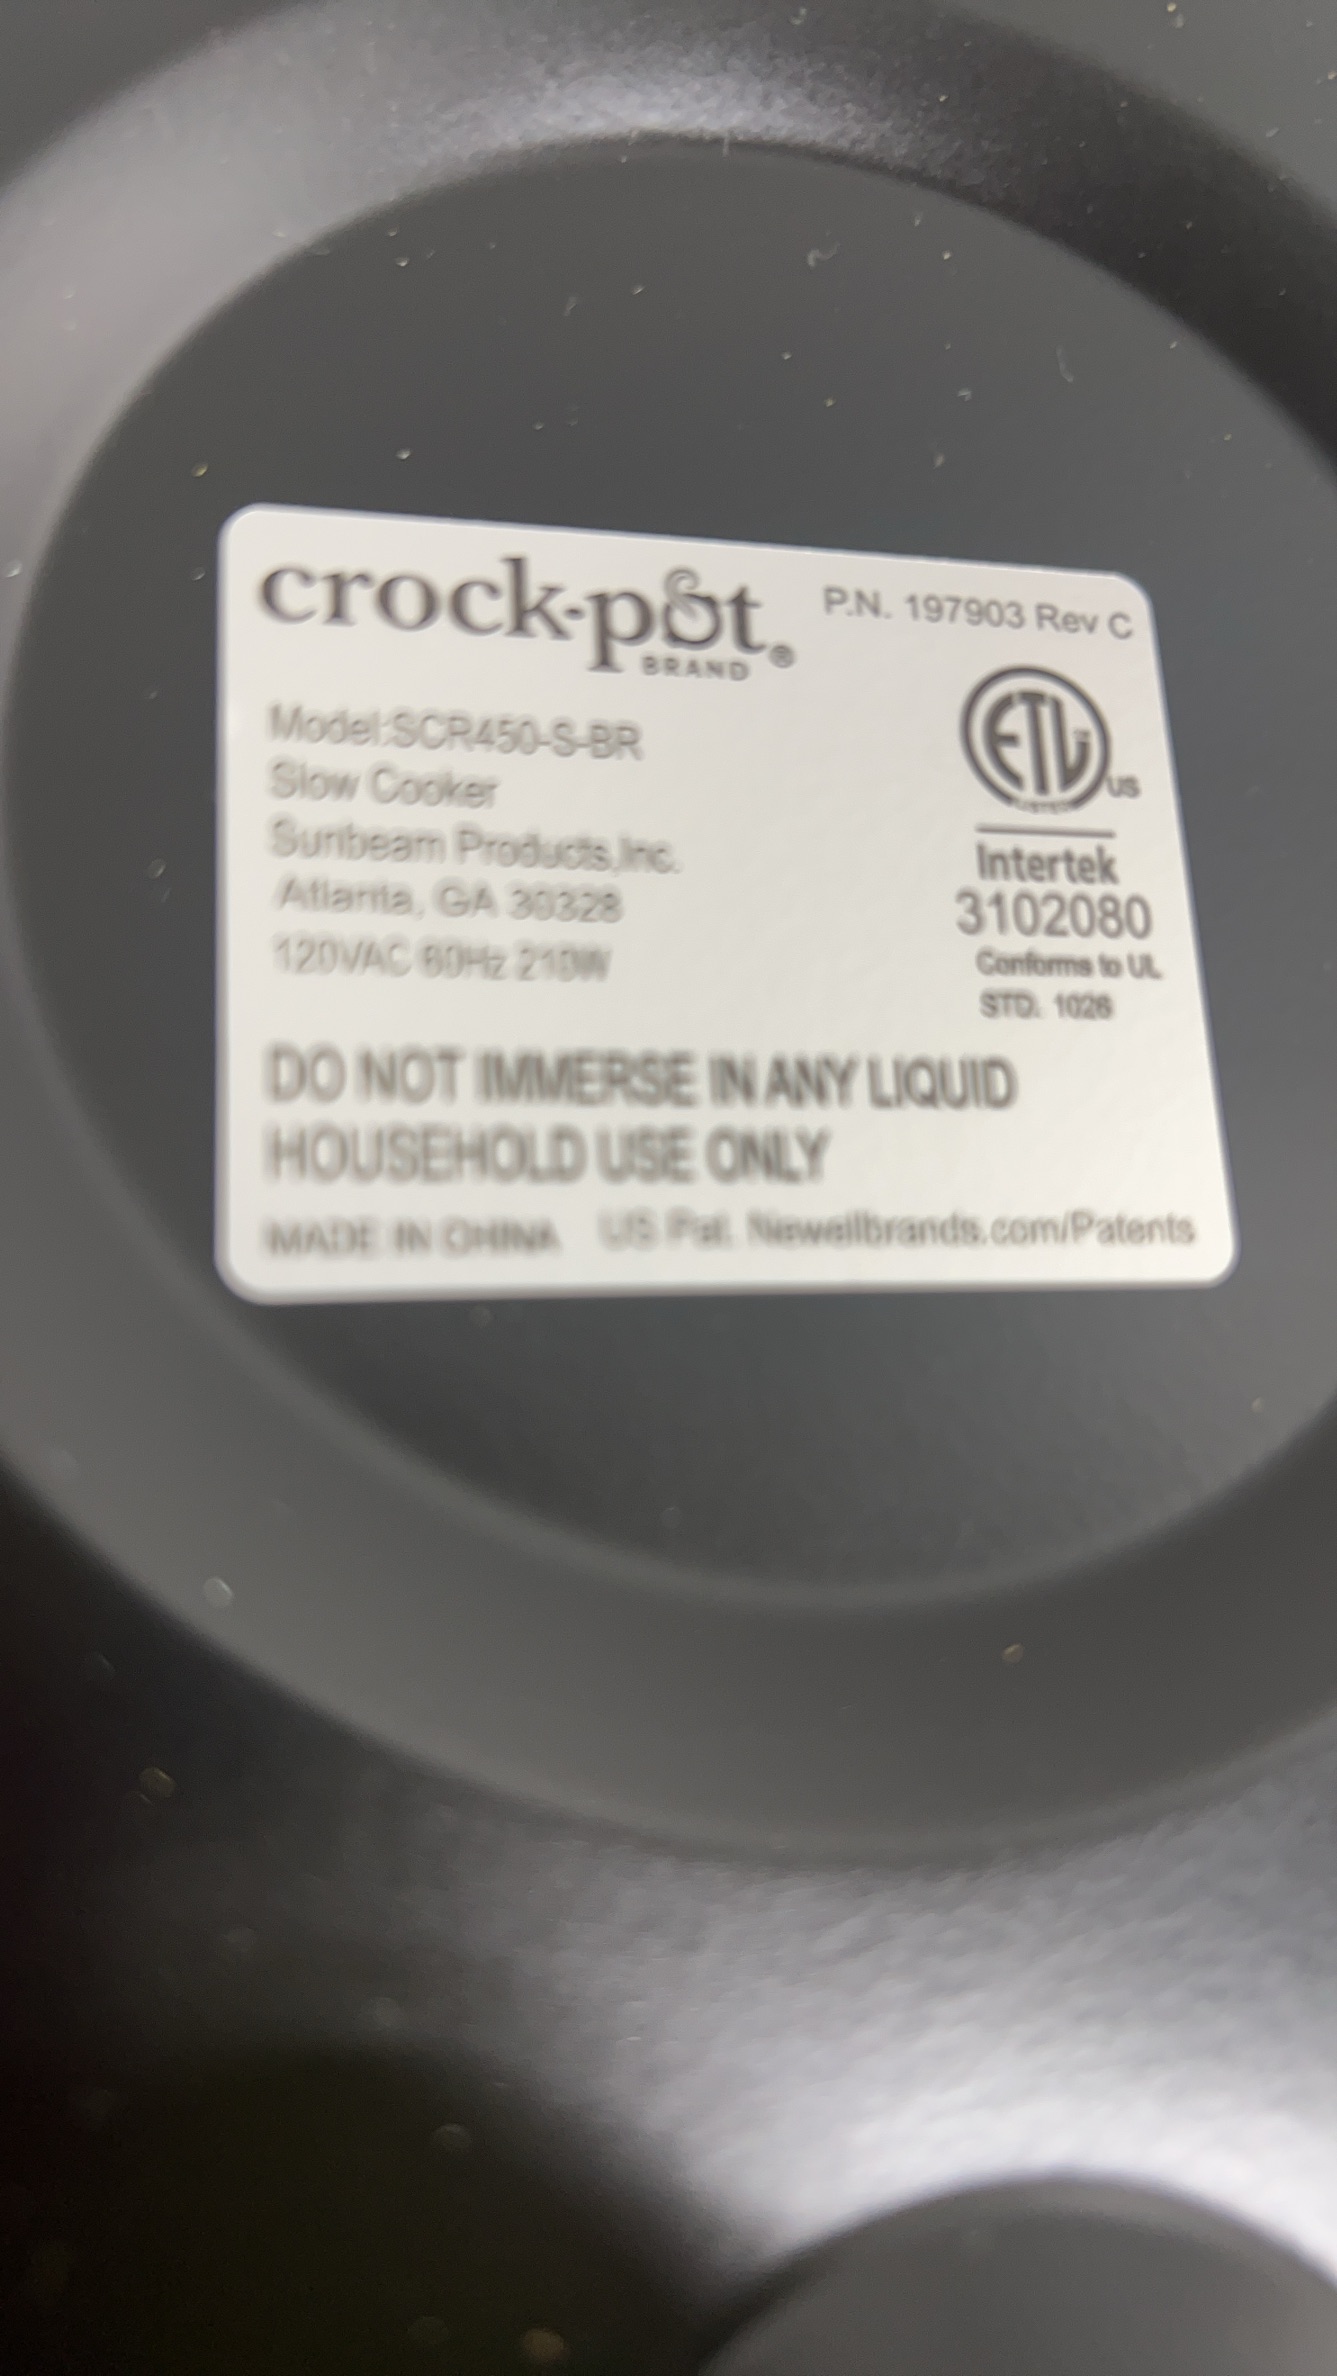 crock-pot®
BRAND
P.N. 197903 Rev C
Model:SCR450-S-BR
Slow Cooker
Sunbeam Products,Inc.
Atlanta, GA 30328
120VAC 60Hz 210W
ETL
LISTED
US
Intertek
3102080
Conforms to UL
STD. 1026
DO NOT IMMERSE IN ANY LIQUID
HOUSEHOLD USE ONLY
MADE IN CHINA US Pat. Newellbrands.com/Patents